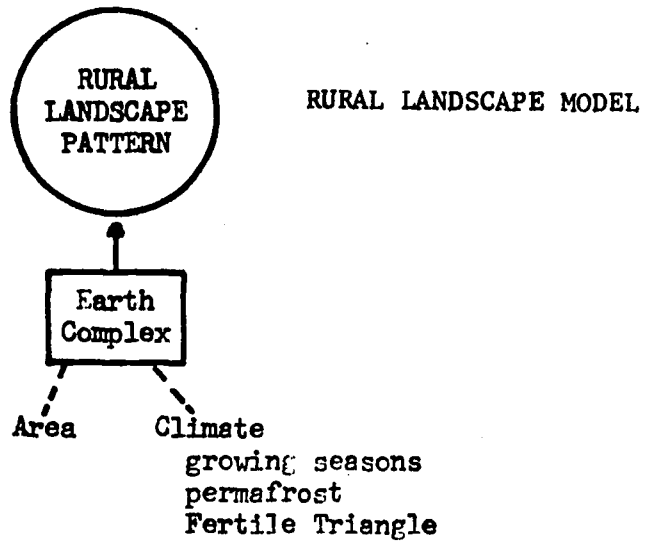 RURAL
LANDSCAPE
PATTERN
RURAL LANDSCAPE MODEL
Earth
Complex
Area
Climate
growing seasons
permafrost
Fertile Triangle